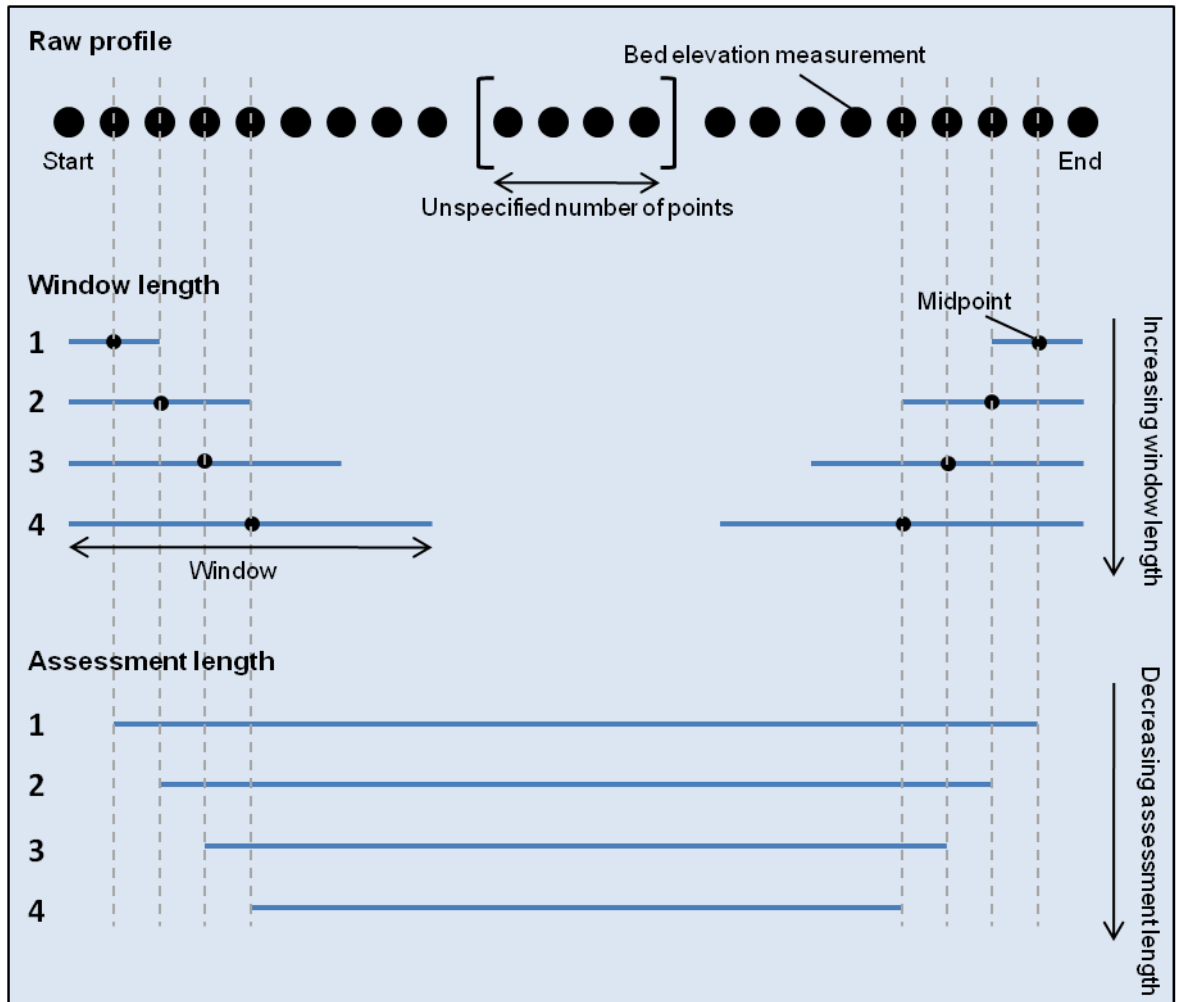 Raw profile
Bed elevation measurement
Start
End
Unspecified number of points
Window length
Midpoint
1
2
3
4
Window
Increasing window length
Assessment length
1
2
3
4
Decreasing assessment length